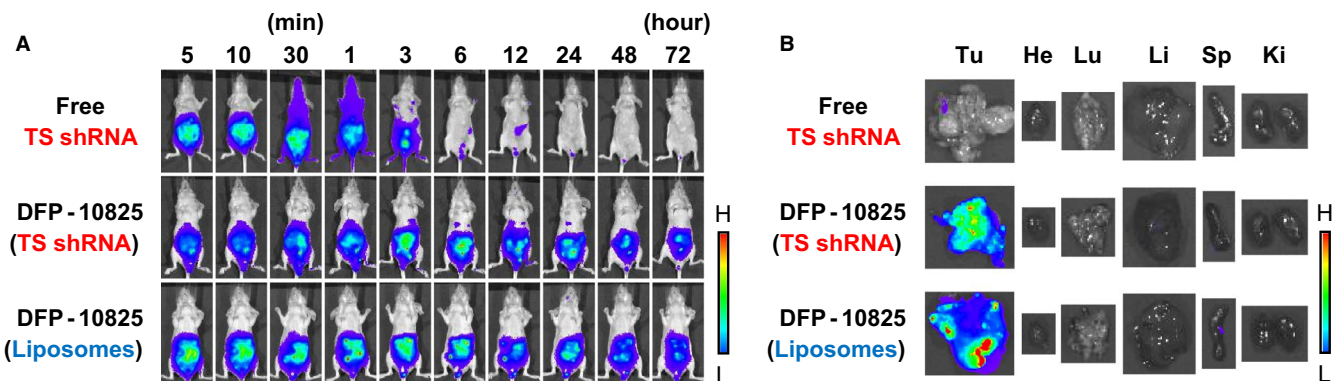 A
(min) (hour)
5 10 30 1 3 6 12 24 48 72
Free
TS shRNA
DFP - 10825
(TS shRNA)
DFP - 10825
(Liposomes)
H
L
B
Tu He Lu Li Sp Ki
Free
TS shRNA
DFP - 10825
(TS shRNA)
DFP - 10825
(Liposomes)
H
L